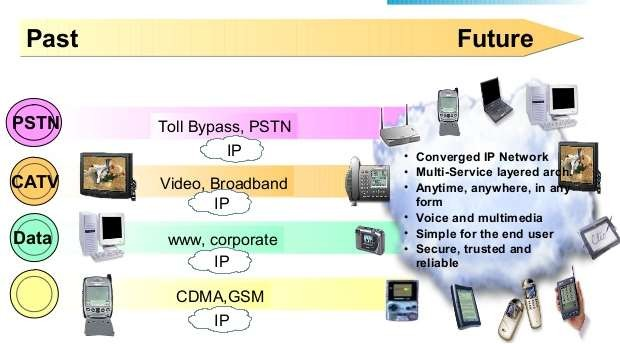 Past
Future
PSTN
Toll Bypass, PSTN
IP
CATV
Video, Broadband
IP
Data
www, corporate
IP
CDMA,GSM
IP
• Converged IP Network
• Multi-Service layered arch.
• Anytime, anywhere, in any
form
• Voice and multimedia
• Simple for the end user
• Secure, trusted and
reliable